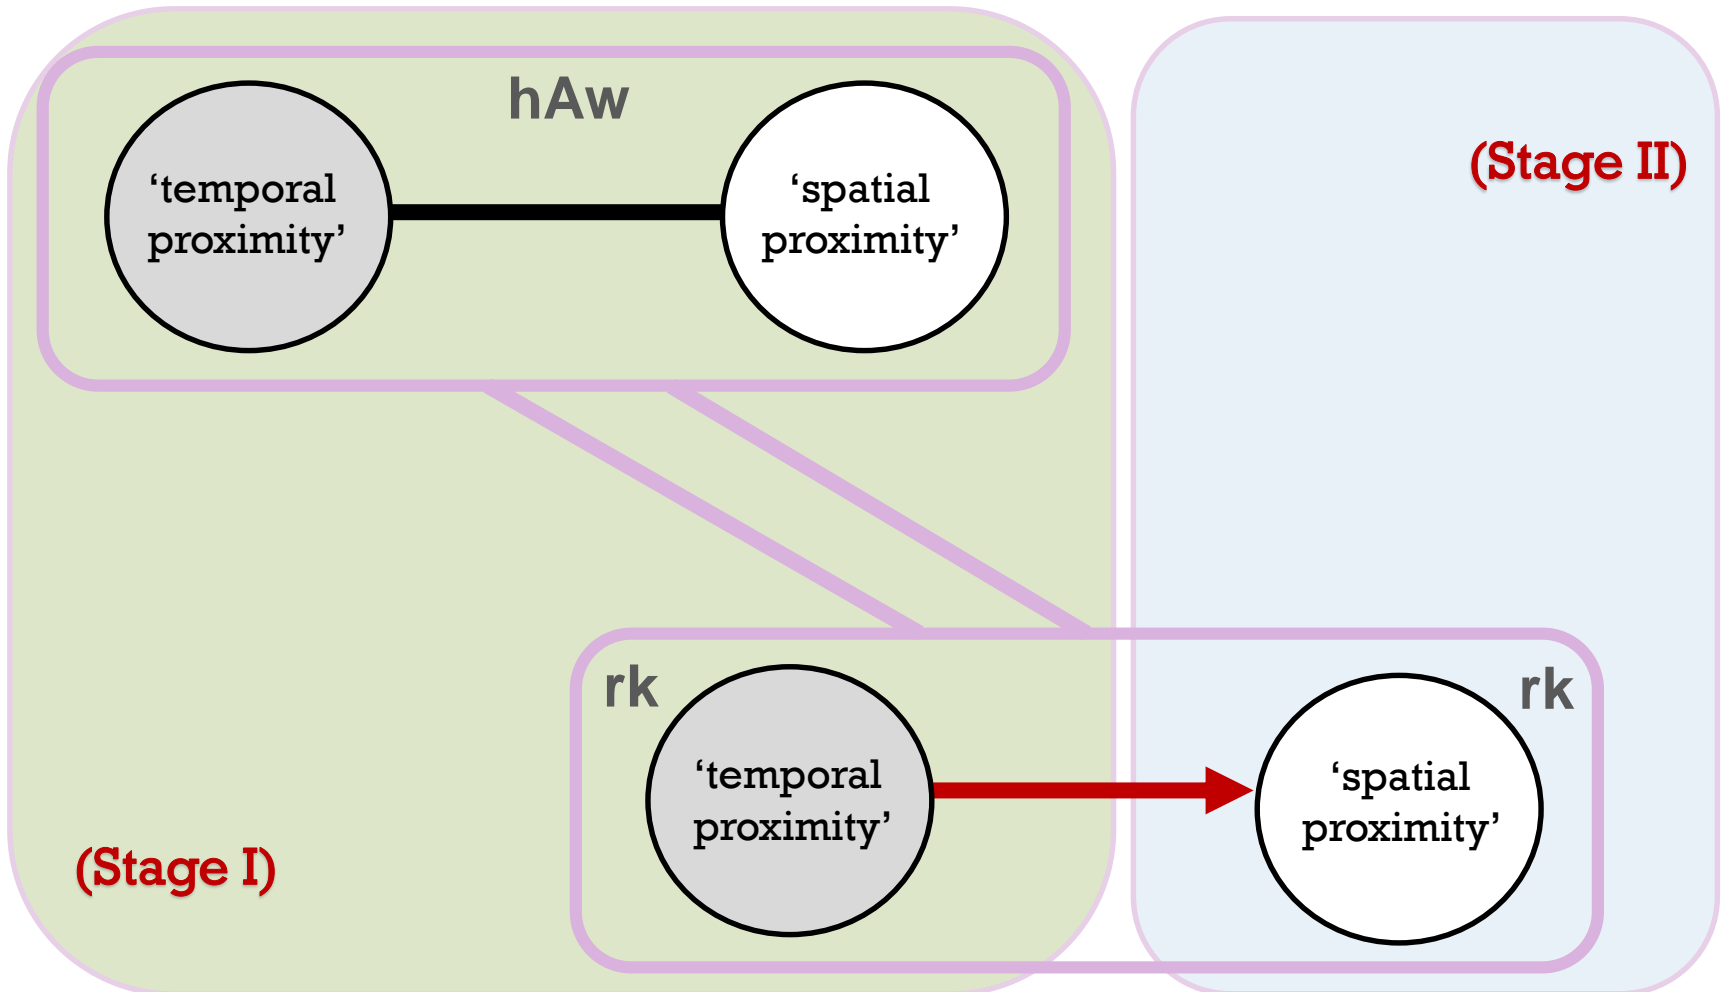 hAw
‘temporal
proximity’
‘spatial
proximity’
(Stage II)
rk
‘temporal
proximity’
rk
‘spatial
proximity’
(Stage I)